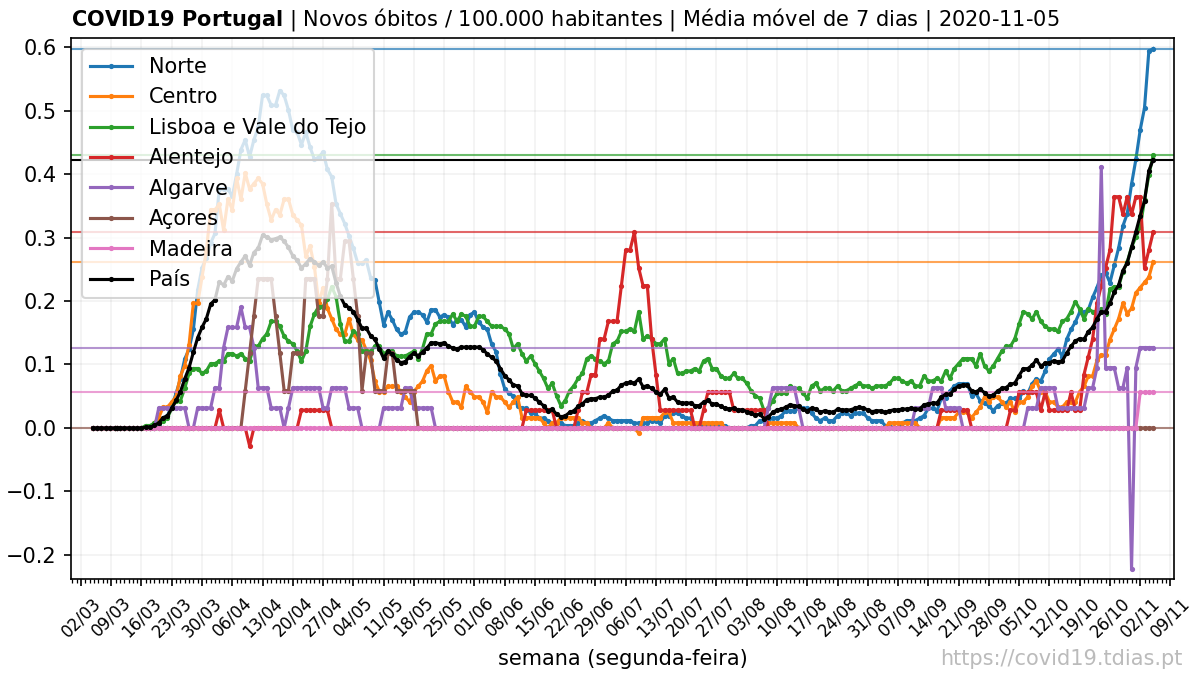 COVID19 Portugal | Novos óbitos / 100.000 habitantes | Média móvel de 7 dias | 2020-11-05
0.6
0.5
0.4
0.3
0.2
0.1
0.0
−0.1
−0.2
Norte
Centro
Lisboa e Vale do Tejo
Alentejo
Algarve
Açores
Madeira
País
02/03 09/03 16/03 23/03 30/03 06/04 13/04 20/04 27/04 04/05 11/05 18/05 25/05 01/06 08/06 15/06 22/06 29/06 06/07 13/07 20/07 27/07 03/08 10/08 17/08 24/08 31/08 07/09 14/09 21/09 28/09 05/10 12/10 19/10 26/10 02/11 09/11
semana (segunda-feira)
https://covid19.tdias.pt